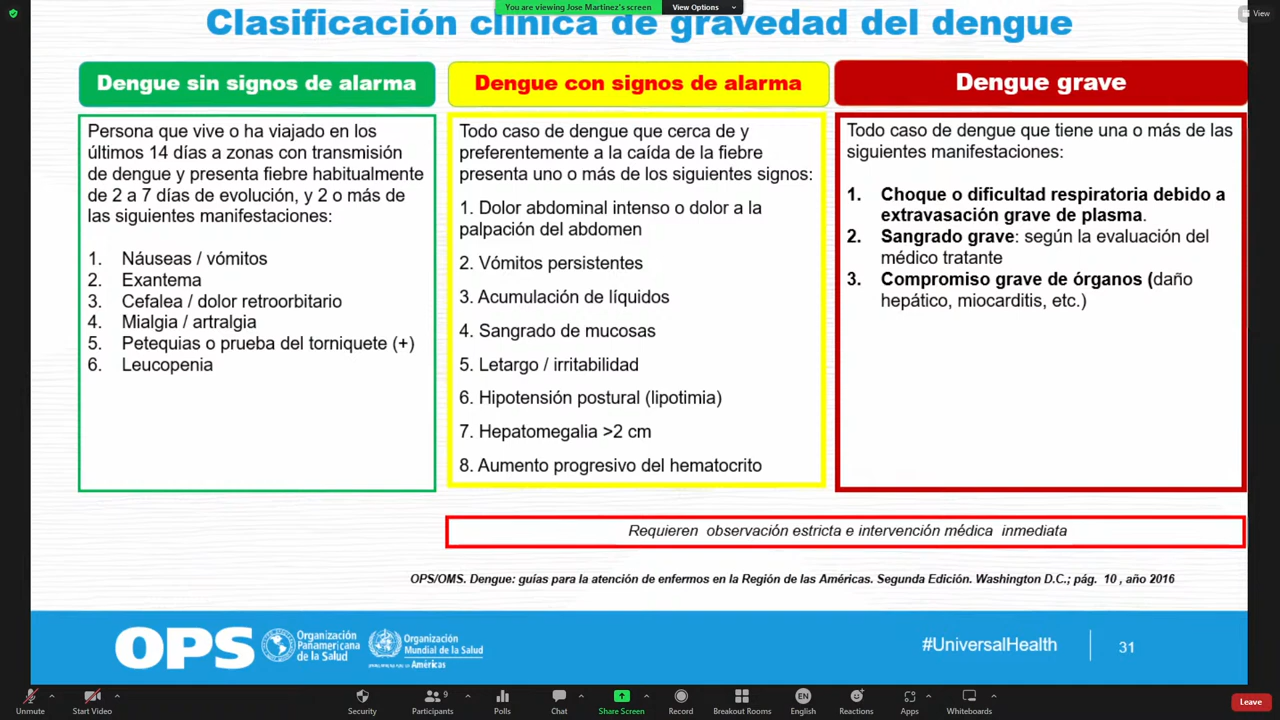 You are viewing Jose Martinez's screen
View Options
View
Clasificación clínica de gravedad del dengue
Dengue sin signos de alarma
Persona que vive o ha viajado en los
últimos 14 días a zonas con transmisión
de dengue y presenta fiebre habitualmente
de 2 a 7 días de evolución, y 2 o más de
las siguientes manifestaciones:
1. Náuseas / vómitos
2. Exantema
3. Cefalea / dolor retroorbitario
4. Mialgia / artralgia
5. Petequias o prueba del torniquete (+)
6. Leucopenia
Dengue con signos de alarma
Todo caso de dengue que cerca de y
preferentemente a la caída de la fiebre
presenta uno o más de los siguientes signos:
1. Dolor abdominal intenso o dolor a la
palpación del abdomen
2. Vómitos persistentes
3. Acumulación de líquidos
4. Sangrado de mucosas
5. Letargo / irritabilidad
6. Hipotensión postural (lipotimia)
7. Hepatomegalia >2 cm
8. Aumento progresivo del hematocrito
Dengue grave
Todo caso de dengue que tiene una o más de las
siguientes manifestaciones:
1. Choque o dificultad respiratoria debido a
extravasación grave de plasma.
2. Sangrado grave: según la evaluación del
médico tratante
3. Compromiso grave de órganos (daño
hepático, miocarditis, etc.)
Requieren observación estricta e intervención médica inmediata
OPS/OMS. Dengue: guías para la atención de enfermos en la Región de las Américas. Segunda Edición. Washington D.C.; pág. 10 , año 2016
OPS
Organización
Panamericana
de la Salud
Organización
Mundial de la Salud
Américas
#UniversalHealth
31
Unmute
Start Video
Security
Participants
9
Polls
Chat
Share Screen
Record
Breakout Rooms
EN
English
Reactions
Apps
Whiteboards
Leave